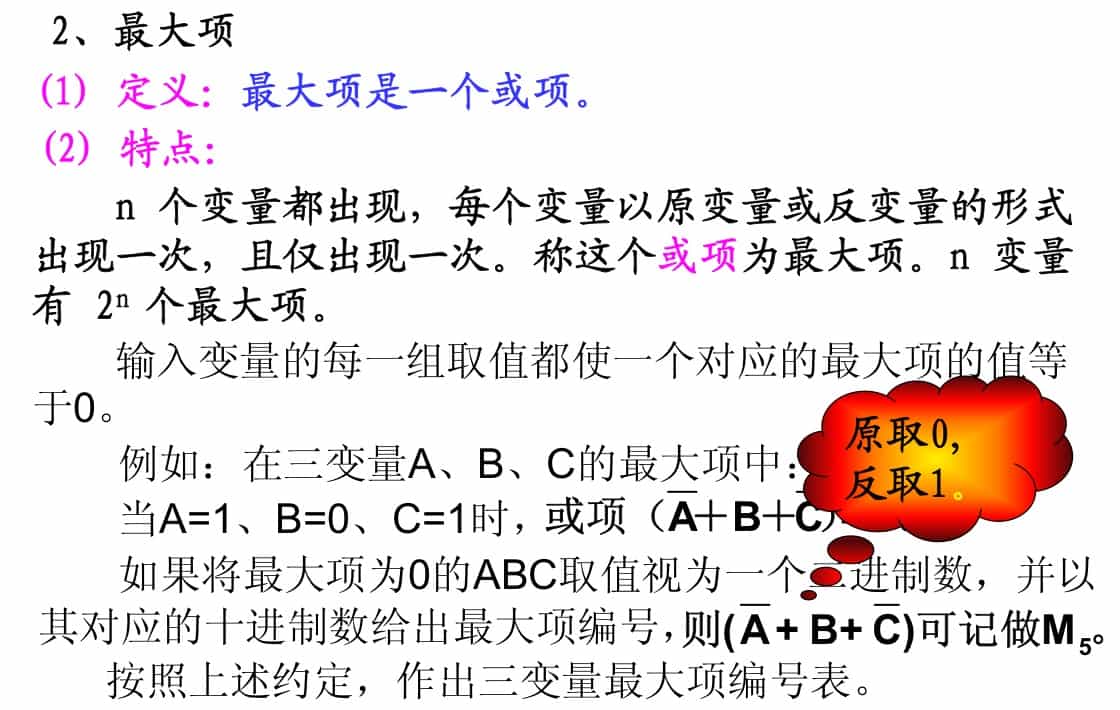 2、最大项
(1) 定义：最大项是一个或项。
(2) 特点：
n 个变量都出现，每个变量以原变量或反变量的形式
出现一次，且仅出现一次。称这个或项为最大项。n 变量
有 2ⁿ 个最大项。
输入变量的每一组取值都使一个对应的最大项的值等
于0。
例如：在三变量A、B、C的最大项中：
原取0，
反取1。
当A=1、B=0、C=1时，或项（A̅＋B＋C̅）
如果将最大项为0的ABC取值视为一个二进制数，并以
其对应的十进制数给出最大项编号，则(A̅ + B+ C̅)可记做M₅。
按照上述约定，作出三变量最大项编号表。